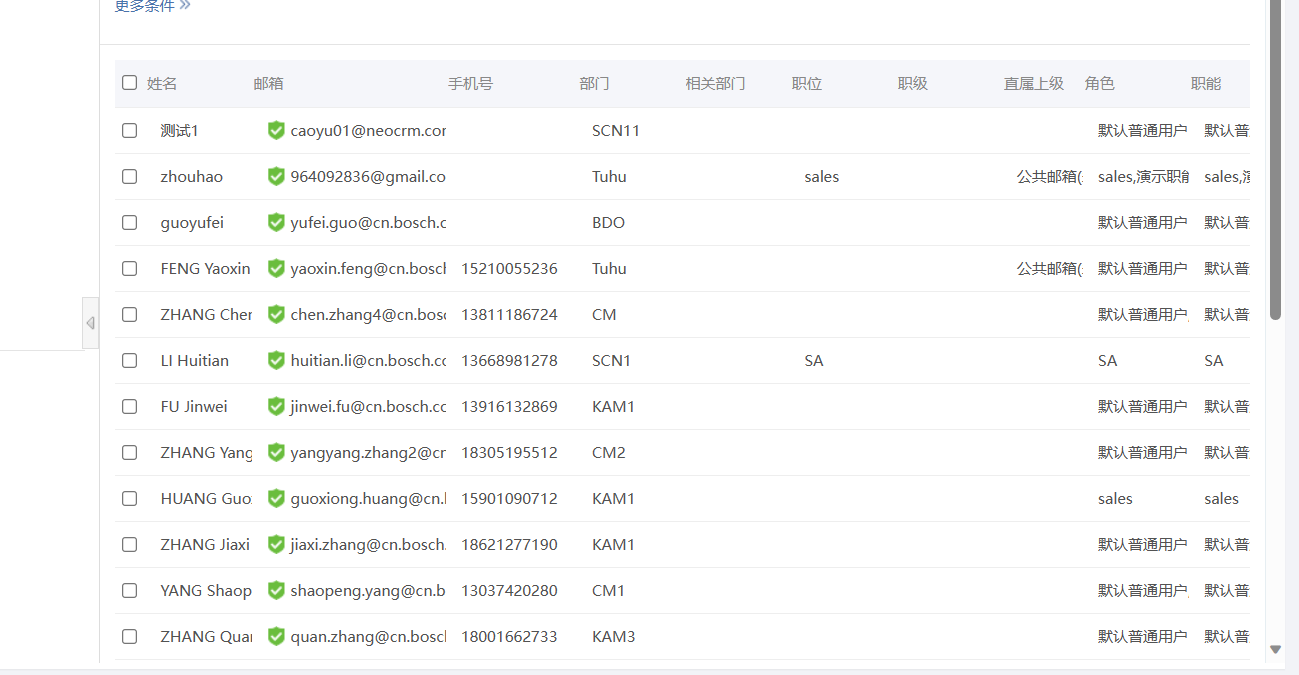 更多条件 »
姓名 邮箱 手机号 部门 相关部门 职位 职级 直属上级 角色 职能
测试1 caoyu01@neocrm.cor SCN11 默认普通用户 默认普
zhouhao 964092836@gmail.co Tuhu sales 公共邮箱( sales,演示职能 sales,演
guoyufei yufei.guo@cn.bosch.c BDO 默认普通用户 默认普
FENG Yaoxin yaoxin.feng@cn.bosch 15210055236 Tuhu 公共邮箱( 默认普通用户 默认普
ZHANG Chen chen.zhang4@cn.bosc 13811186724 CM 默认普通用户 默认普
LI Huitian huitian.li@cn.bosch.cc 13668981278 SCN1 SA SA SA
FU Jinwei jinwei.fu@cn.bosch.cc 13916132869 KAM1 默认普通用户 默认普
ZHANG Yang yangyang.zhang2@cr 18305195512 CM2 默认普通用户 默认普
HUANG Guo guoxiong.huang@cn.l 15901090712 KAM1 sales sales
ZHANG Jiaxi jiaxi.zhang@cn.bosch. 18621277190 KAM1 默认普通用户 默认普
YANG Shaop shaopeng.yang@cn.b 13037420280 CM1 默认普通用户 默认普
ZHANG Quan quan.zhang@cn.boscl 18001662733 KAM3 默认普通用户 默认普